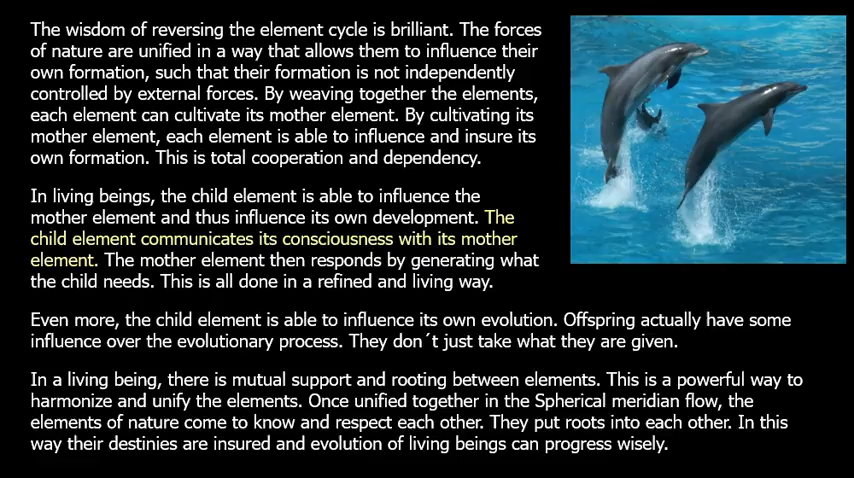 The wisdom of reversing the element cycle is brilliant. The forces
of nature are unified in a way that allows them to influence their
own formation, such that their formation is not independently
controlled by external forces. By weaving together the elements,
each element can cultivate its mother element. By cultivating its
mother element, each element is able to influence and insure its
own formation. This is total cooperation and dependency.
In living beings, the child element is able to influence the
mother element and thus influence its own development. The
child element communicates its consciousness with its mother
element. The mother element then responds by generating what
the child needs. This is all done in a refined and living way.
Even more, the child element is able to influence its own evolution. Offspring actually have some
influence over the evolutionary process. They don´t just take what they are given.
In a living being, there is mutual support and rooting between elements. This is a powerful way to
harmonize and unify the elements. Once unified together in the Spherical meridian flow, the
elements of nature come to know and respect each other. They put roots into each other. In this
way their destinies are insured and evolution of living beings can progress wisely.